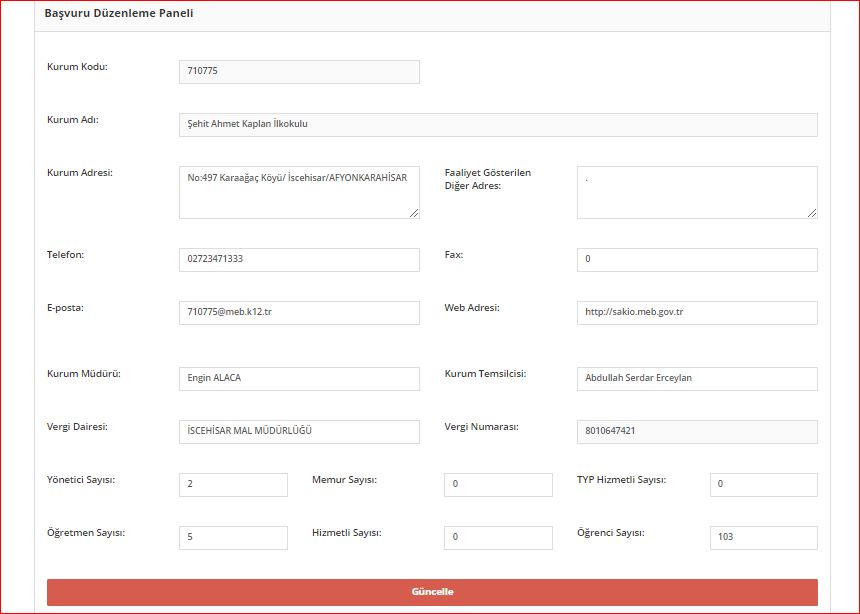 Başvuru Düzenleme Paneli
Kurum Kodu: 710775
Kurum Adı: Şehit Ahmet Kaplan İlkokulu
Kurum Adresi: No:497 Karaağaç Köyü/ İscehisar/AFYONKARAHİSAR Faaliyet Gösterilen .
Diğer Adres:
Telefon: 02723471333 Fax: 0
E-posta: 710775@meb.k12.tr Web Adresi: http://sakio.meb.gov.tr
Kurum Müdürü: Engin ALACA Kurum Temsilcisi: Abdullah Serdar Erceylan
Vergi Dairesi: İSCEHİSAR MAL MÜDÜRLÜĞÜ Vergi Numarası: 8010647421
Yönetici Sayısı: 2 Memur Sayısı: 0 TYP Hizmetli Sayısı: 0
Öğretmen Sayısı: 5 Hizmetli Sayısı: 0 Öğrenci Sayısı: 103
Güncelle